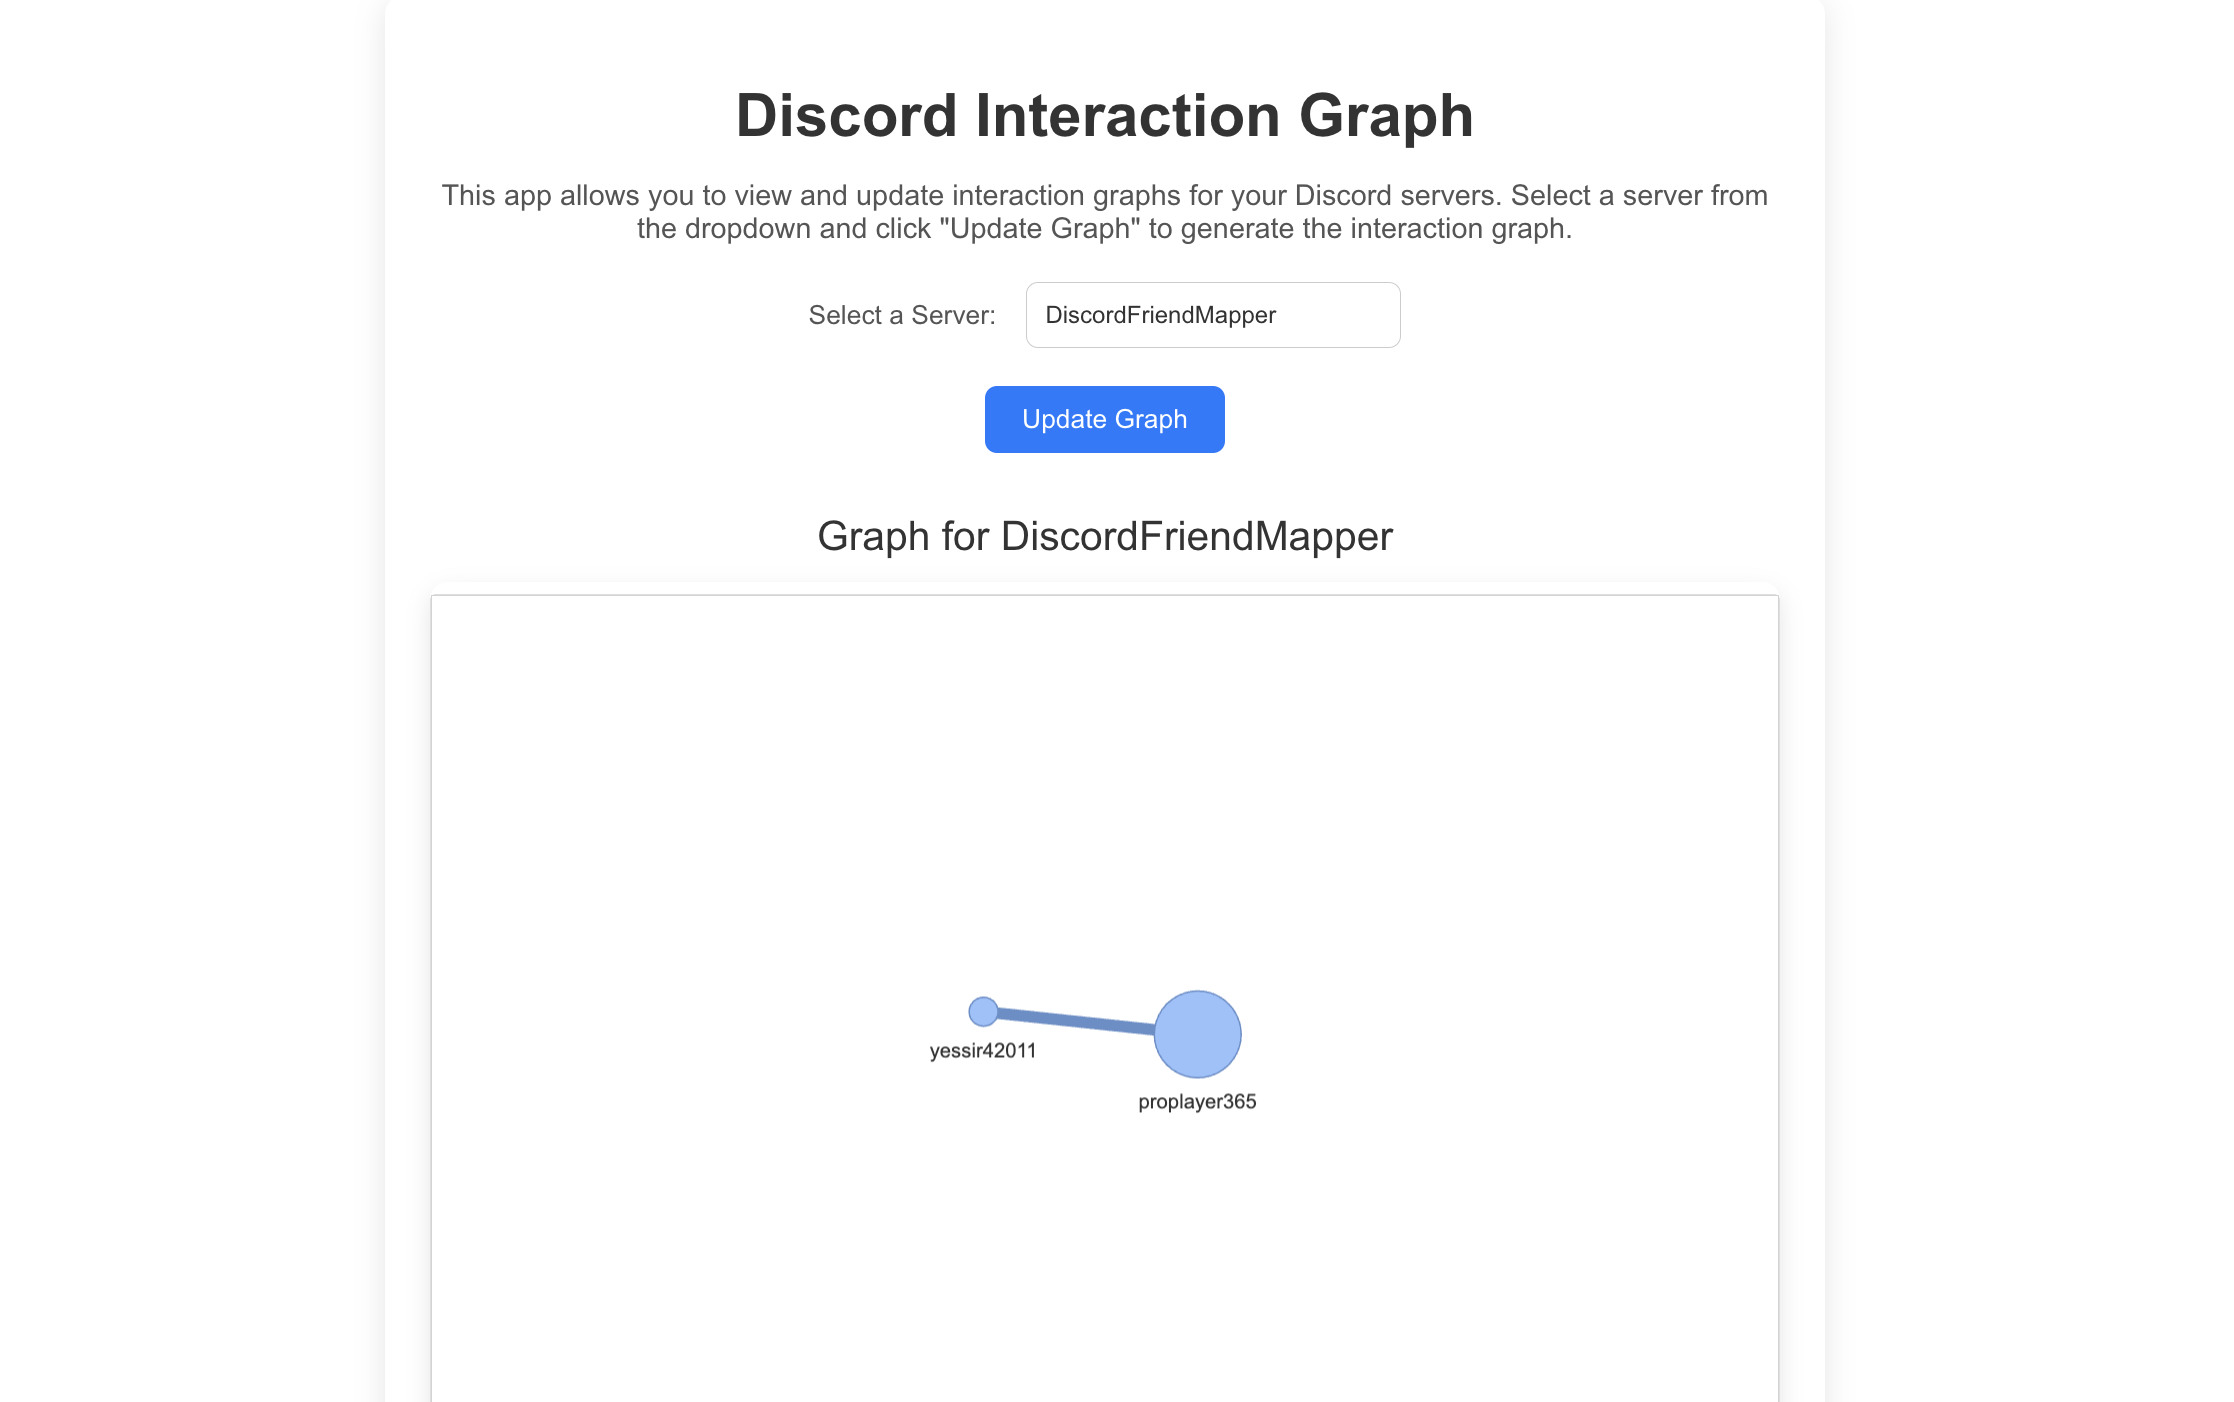 Discord Interaction Graph
This app allows you to view and update interaction graphs for your Discord servers. Select a server from
the dropdown and click "Update Graph" to generate the interaction graph.
Select a Server: DiscordFriendMapper
Update Graph
Graph for DiscordFriendMapper
yessir42011
proplayer365